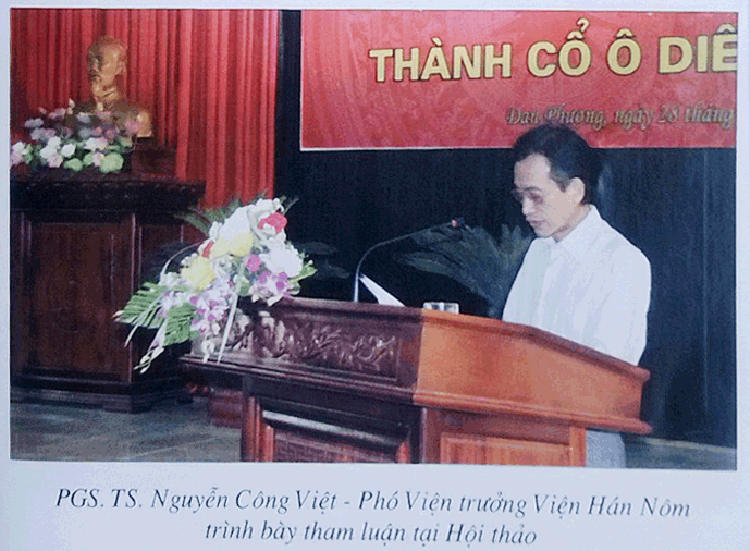 THÀNH CỔ Ô DIÊ
Đan Phượng, ngày 28 tháng
PGS. TS. Nguyễn Công Việt - Phó Viện trưởng Viện Hán Nôm
trình bày tham luận tại Hội thảo